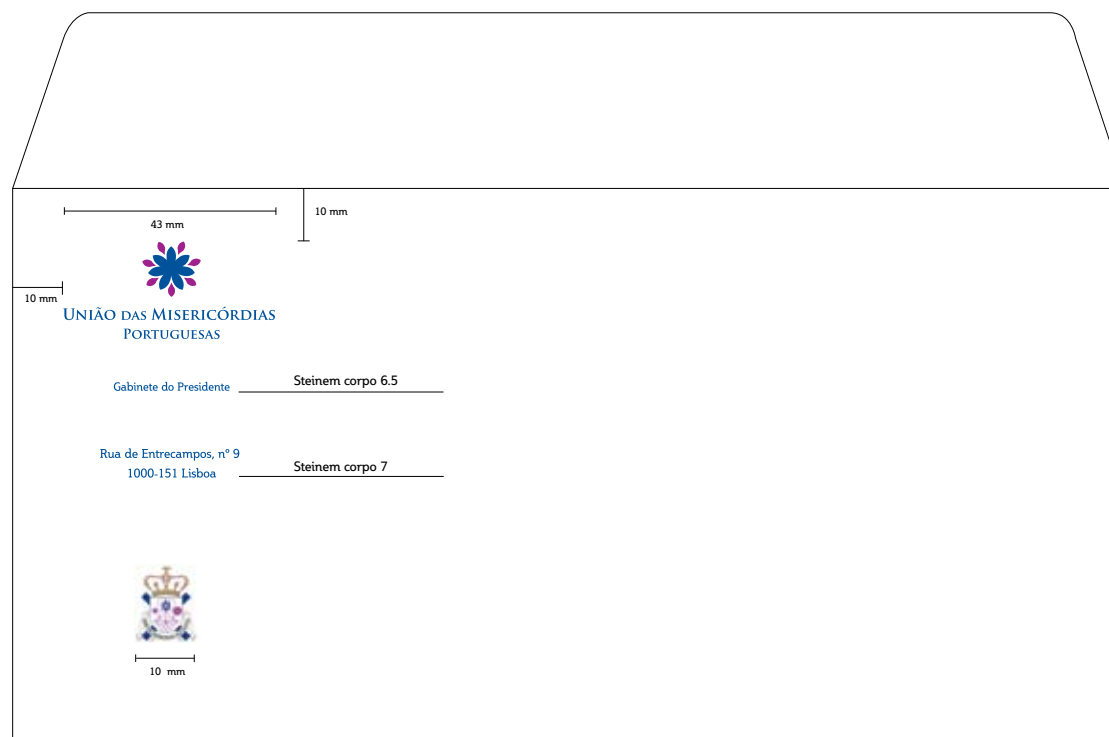 43 mm
10 mm
10 mm
União das Misericórdias
Portuguesas
Gabinete do Presidente
Steinem corpo 6.5
Rua de Entrecampos, nº 9
1000-151 Lisboa
Steinem corpo 7
10 mm